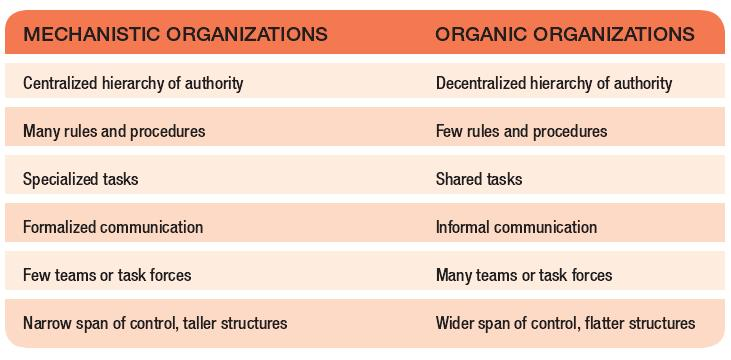 MECHANISTIC ORGANIZATIONS ORGANIC ORGANIZATIONS
Centralized hierarchy of authority Decentralized hierarchy of authority
Many rules and procedures Few rules and procedures
Specialized tasks Shared tasks
Formalized communication Informal communication
Few teams or task forces Many teams or task forces
Narrow span of control, taller structures Wider span of control, flatter structures